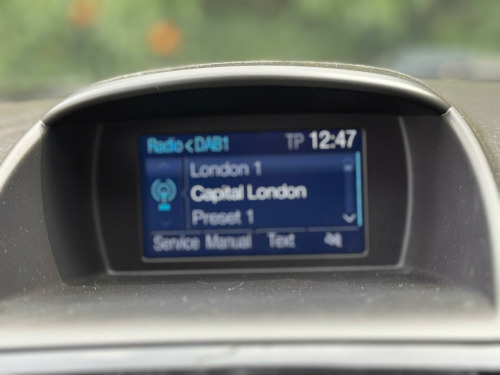 Radio<DAB1 TP 12:47
London 1
Capital London
Preset 1
Service Manual Text